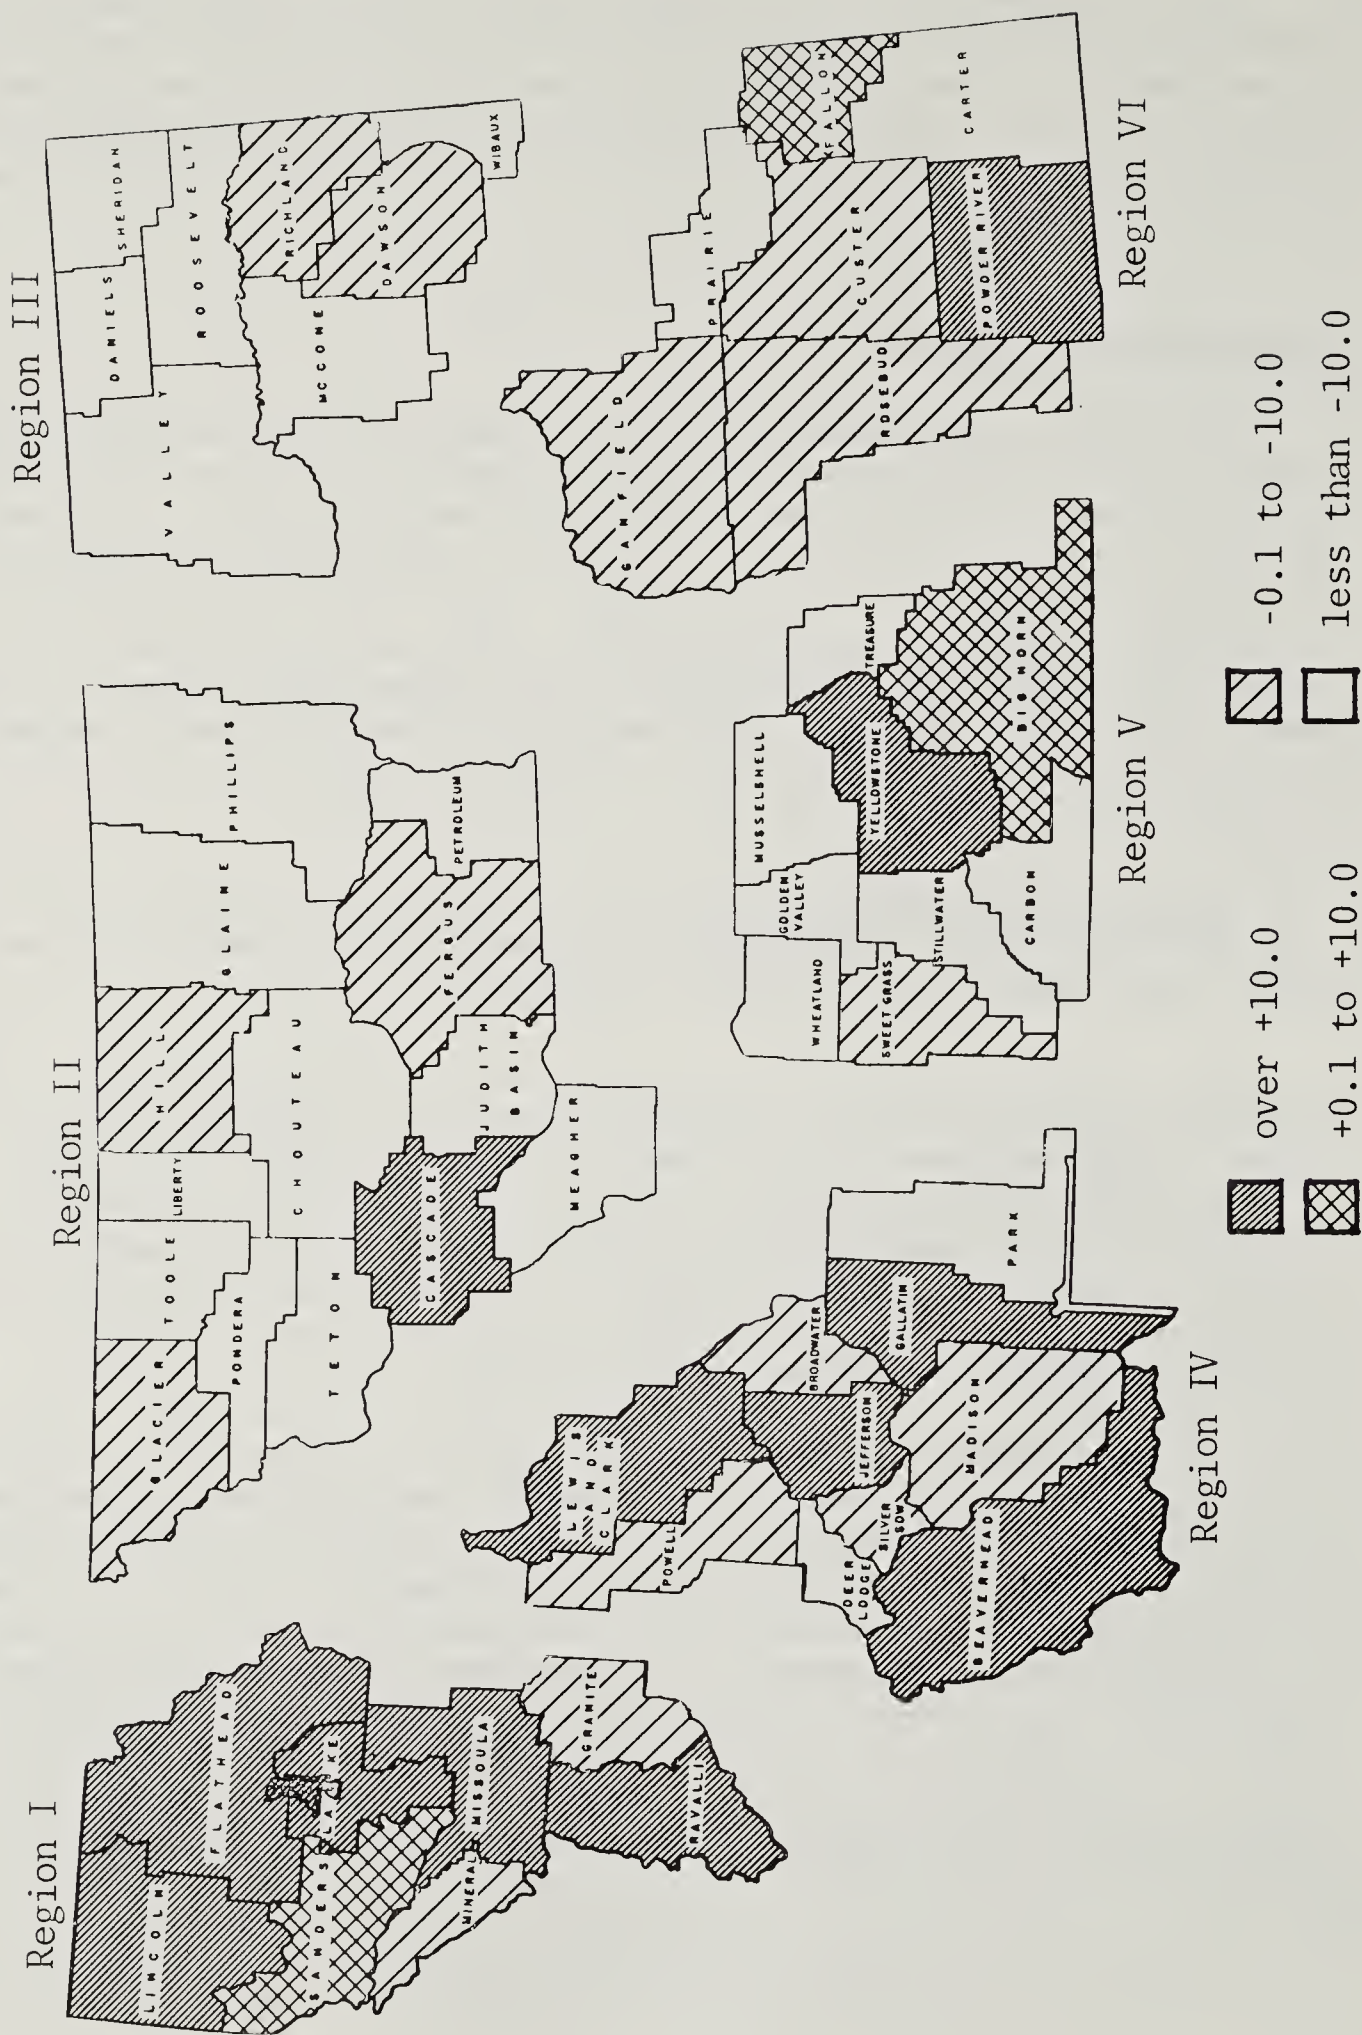 Region I
LINCOLN
FLATHEAD
SANDERS
LAKE
MINERAL
MISSOULA
GRANITE
RAVALLI
Region II
GLACIER
TOOLE
LIBERTY
HILL
BLAINE
PHILLIPS
PONDERA
CHOUTEAU
TETON
CASCADE
JUDITH
BASIN
FERGUS
PETROLEUM
MEAGHER
Region III
VALLEY
DANIELS
SHERIDAN
ROOSEVELT
RICHLAND
MCCONE
DAWSON
WIBAUX
Region IV
LEWIS
AND
CLARK
POWELL
BROADWATER
DEER
LODGE
SILVER
BOW
JEFFERSON
GALLATIN
PARK
MADISON
BEAVERHEAD
Region V
WHEATLAND
GOLDEN
VALLEY
MUSSELSHELL
TREASURE
SWEET GRASS
STILLWATER
YELLOWSTONE
CARBON
BIG HORN
Region VI
GARFIELD
PRAIRIE
FALLON
ROSEBUD
CUSTER
POWDER RIVER
CARTER
over +10.0
+0.1 to +10.0
-0.1 to -10.0
less than -10.0